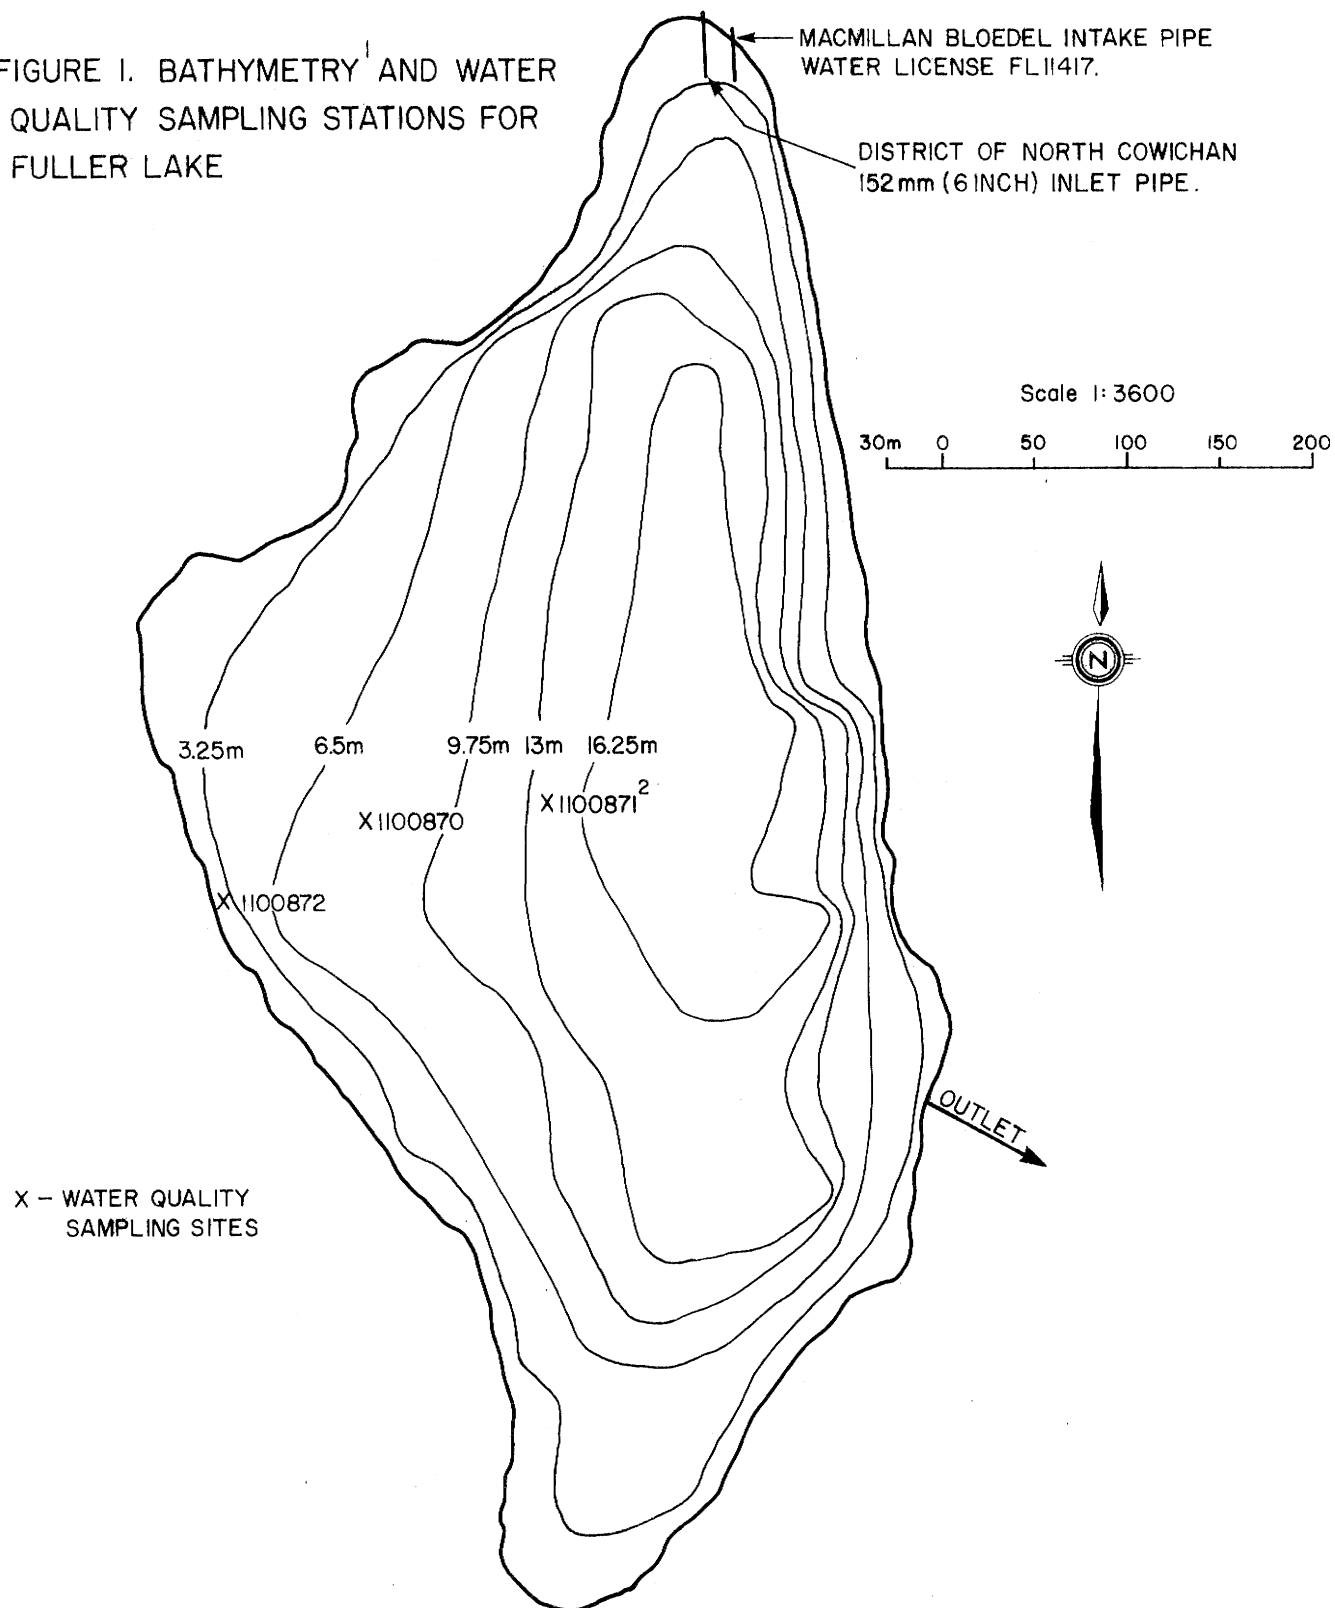 FIGURE 1. BATHYMETRY¹ AND WATER
QUALITY SAMPLING STATIONS FOR
FULLER LAKE
MACMILLAN BLOEDEL INTAKE PIPE
WATER LICENSE FL11417.
DISTRICT OF NORTH COWICHAN
152mm (6 INCH) INLET PIPE.
Scale 1:3600
30m 0 50 100 150 200
N
3.25m 6.5m 9.75m 13m 16.25m
X 1100871²
X 1100870
X 1100872
OUTLET
X – WATER QUALITY
SAMPLING SITES